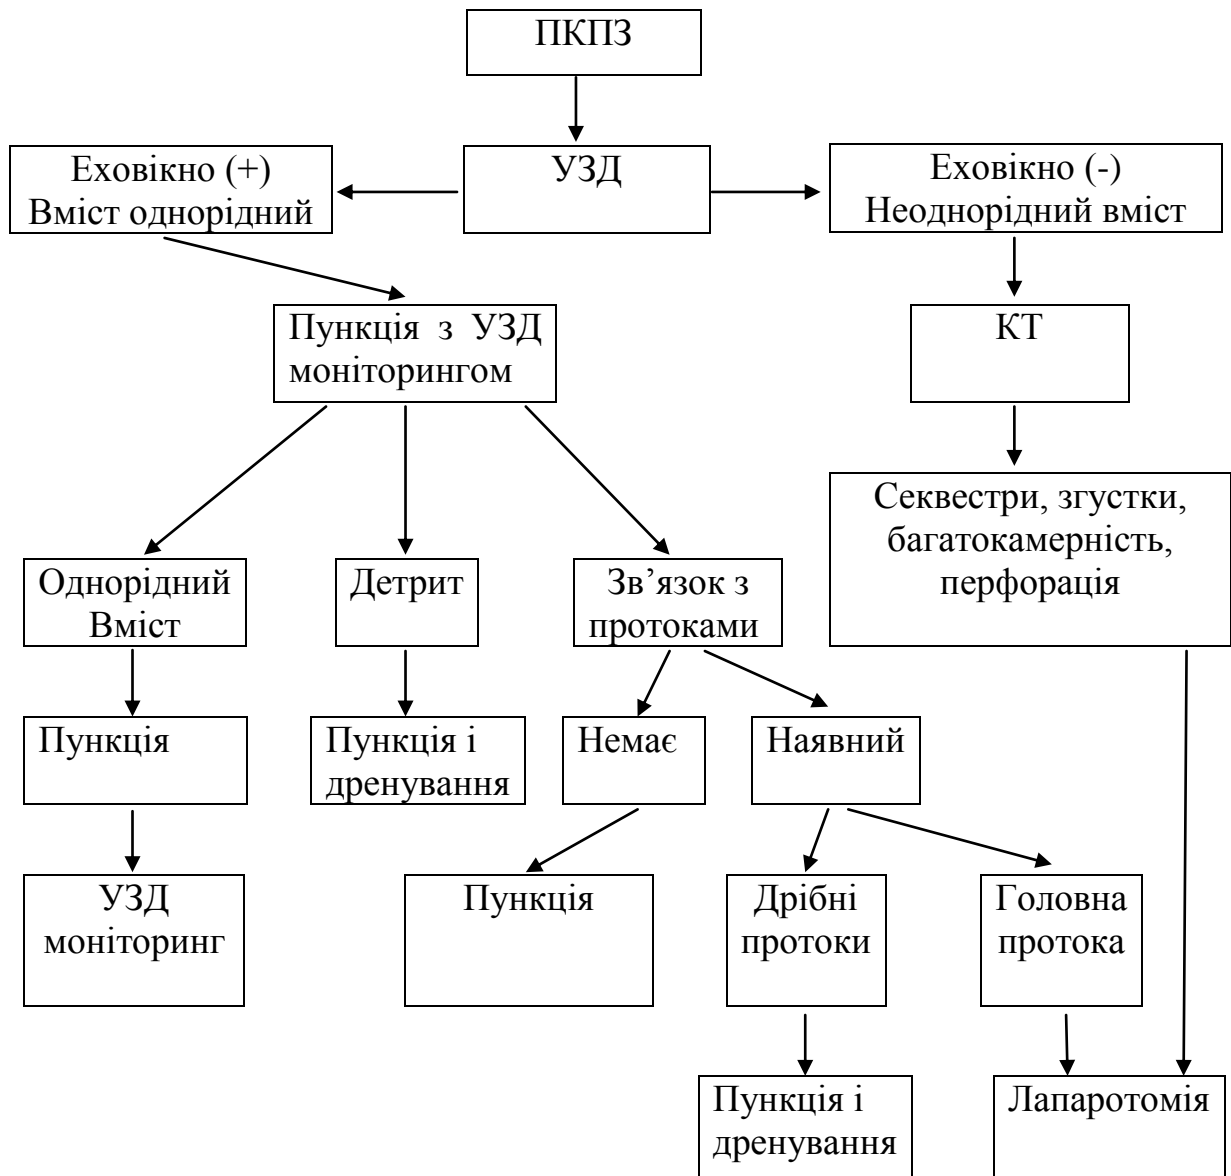 ПКПЗ
Еховікно (+)
Вміст однорідний
УЗД
Еховікно (-)
Неоднорідний вміст
Пункція з УЗД
моніторингом
КТ
Секвестри, згустки,
багатокамерність,
перфорація
Однорідний
Вміст
Детрит
Зв’язок з
протоками
Пункція
Пункція і
дренування
Немає
Наявний
УЗД
моніторинг
Пункція
Дрібні
протоки
Головна
протока
Пункція і
дренування
Лапаротомія